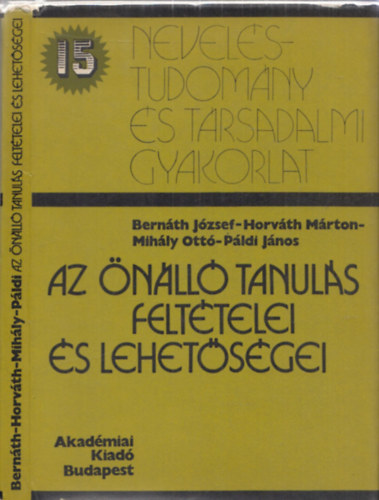 Bernáth-Horváth-Mihály-Páldi AZ ÖNÁLLÓ TANULÁS FELTÉTELEI ÉS LEHETŐSÉGEI
15
NEVELÉS-
TUDOMÁNY
ÉS TÁRSADALMI
GYAKORLAT
Bernáth József-Horváth Márton-
Mihály Ottó-Páldi János
AZ ÖNÁLLÓ TANULÁS
FELTÉTELEI
ÉS LEHETŐSÉGEI
Akadémiai
Kiadó
Budapest